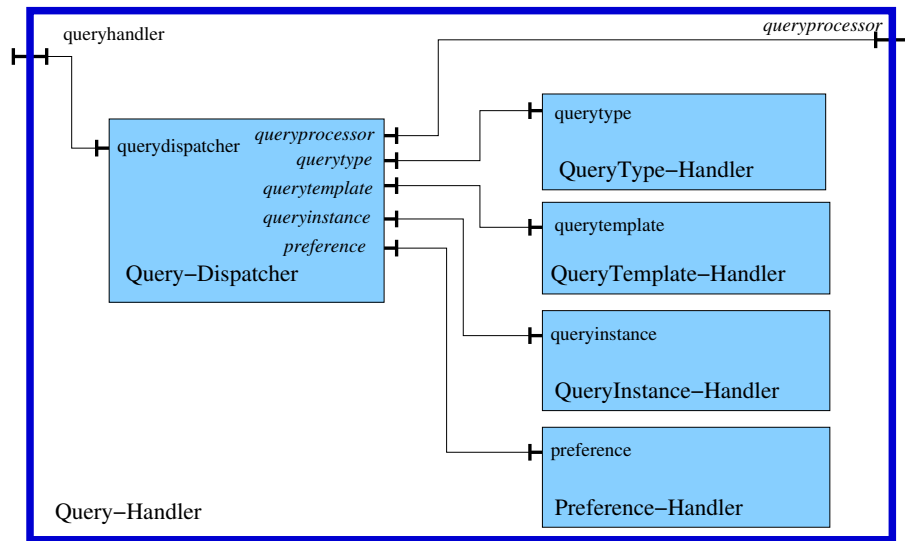 queryhandler
queryprocessor
querydispatcher
queryprocessor
querytype
querytemplate
queryinstance
preference
Query−Dispatcher
querytype
QueryType−Handler
querytemplate
QueryTemplate−Handler
queryinstance
QueryInstance−Handler
preference
Preference−Handler
Query−Handler